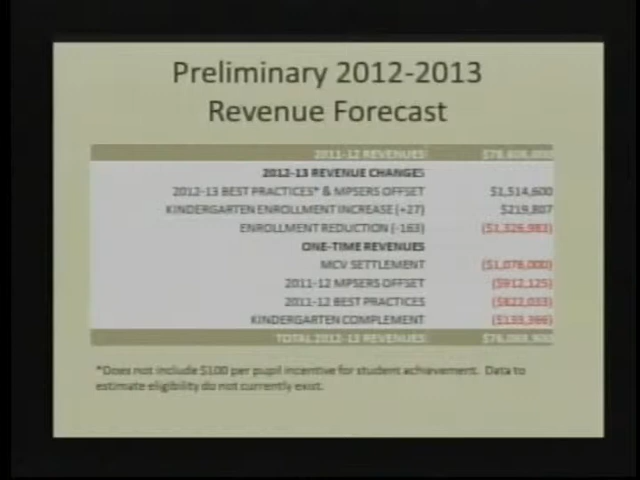 Preliminary 2012-2013
Revenue Forecast
2011-12 REVENUES
2012-13 REVENUE CHANGES
2012-13 BEST PRACTICES* & MPSERS OFFSET $1,514,600
KINDERGARTEN ENROLLMENT INCREASE (+27) $219,807
ENROLLMENT REDUCTION (-163) ($1,326,983)
ONE-TIME REVENUES
MCV SETTLEMENT ($1,078,000)
2011-12 MPSERS OFFSET ($912,125)
2011-12 BEST PRACTICES ($822,033)
KINDERGARTEN COMPLEMENT
TOTAL 2012-13 REVENUES
*Does not include $100 per pupil incentive for student achievement. Data to
estimate eligibility do not currently exist.